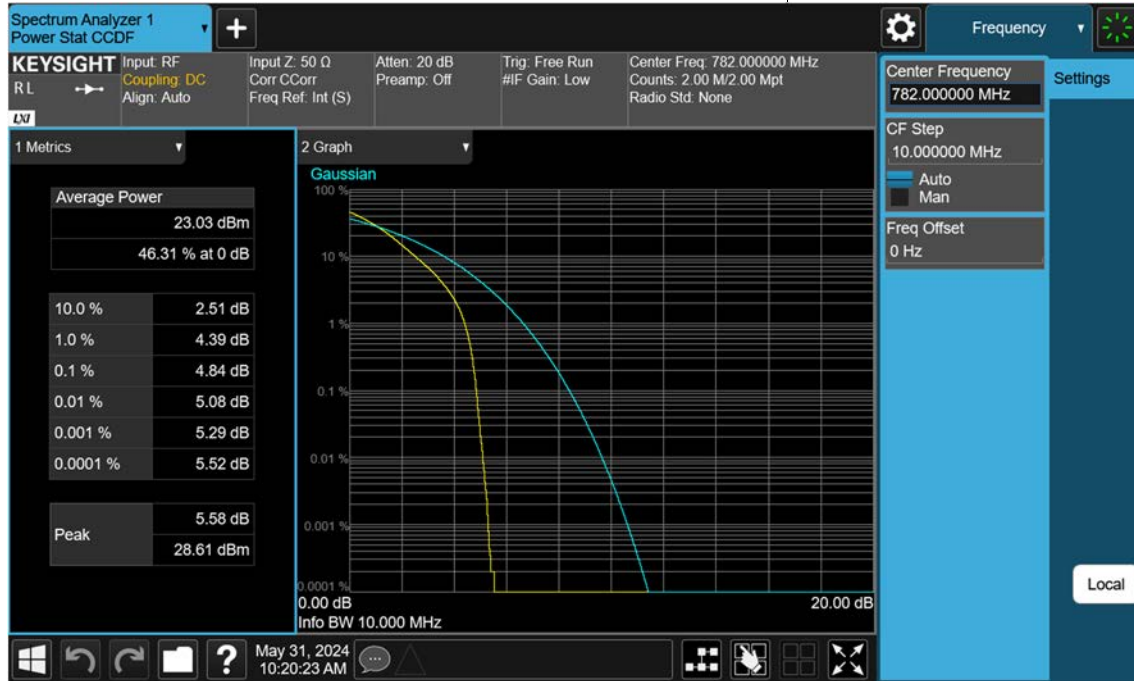 Spectrum Analyzer 1
Power Stat CCDF
Frequency
KEYSIGHT
R L
LXI
Input: RF
Coupling: DC
Align: Auto
Input Z: 50 Ω
Corr CCorr
Freq Ref: Int (S)
Atten: 20 dB
Preamp: Off
Trig: Free Run
#IF Gain: Low
Center Freq: 782.000000 MHz
Counts: 2.00 M/2.00 Mpt
Radio Std: None
Center Frequency
782.000000 MHz
Settings
CF Step
10.000000 MHz
Auto
Man
Freq Offset
0 Hz
Local
1 Metrics
Average Power
23.03 dBm
46.31 % at 0 dB
10.0 % 2.51 dB
1.0 % 4.39 dB
0.1 % 4.84 dB
0.01 % 5.08 dB
0.001 % 5.29 dB
0.0001 % 5.52 dB
Peak
5.58 dB
28.61 dBm
2 Graph
Gaussian
100 %
10 %
1 %
0.1 %
0.01 %
0.001 %
0.0001 %
0.00 dB 20.00 dB
Info BW 10.000 MHz
?
May 31, 2024
10:20:23 AM